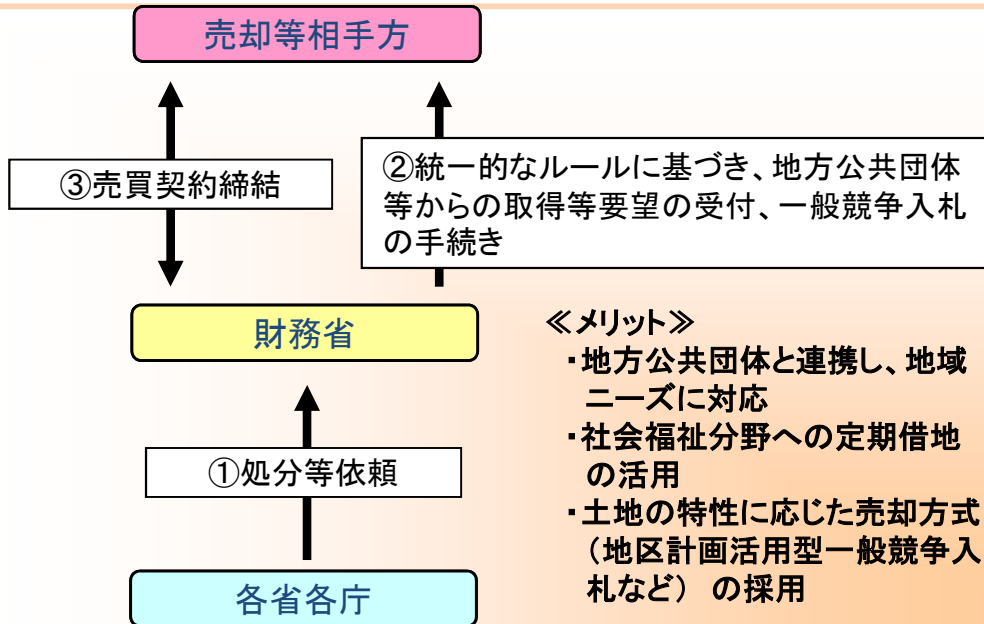 売却等相手方
③売買契約締結
②統一的なルールに基づき、地方公共団体
等からの取得等要望の受付、一般競争入札
の手続き
財務省
①処分等依頼
各省各庁
≪メリット≫
・地方公共団体と連携し、地域
ニーズに対応
・社会福祉分野への定期借地
の活用
・土地の特性に応じた売却方式
（地区計画活用型一般競争入
札など） の採用